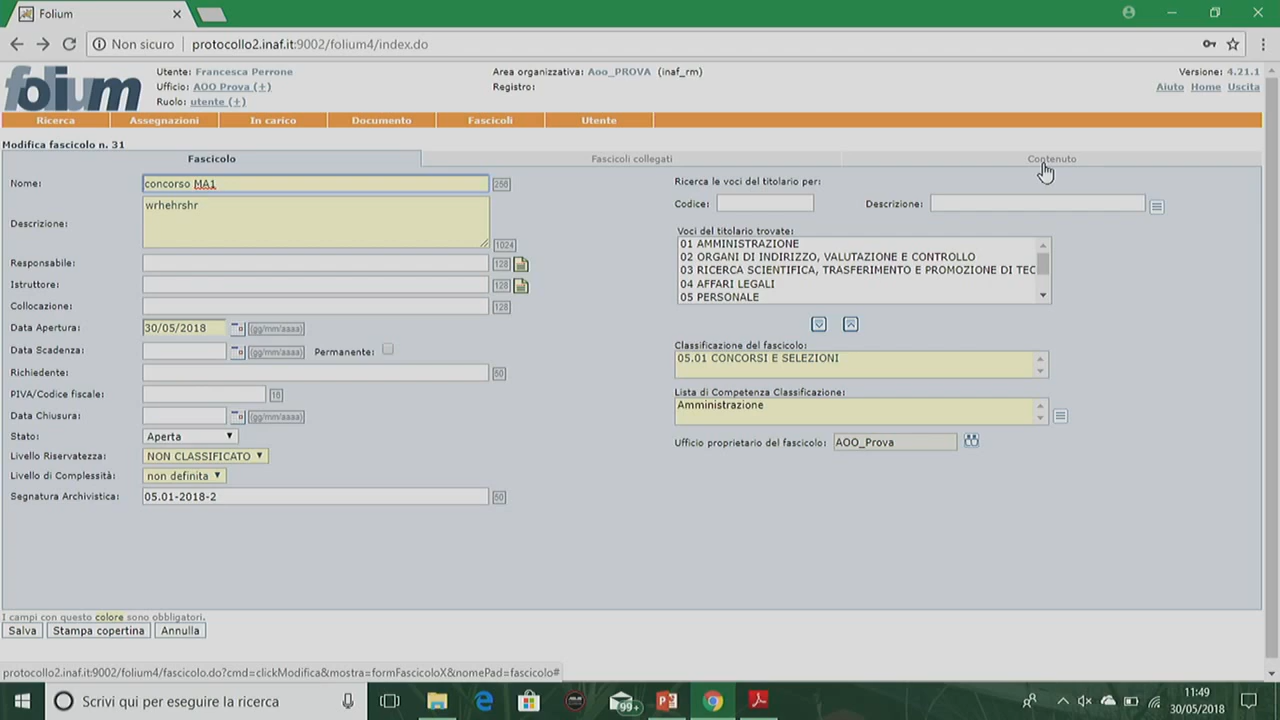 Folium
Non sicuro
protocollo2.inaf.it:9002/folium4/index.do
folium
Utente: Francesca Perrone
Ufficio: AOO Prova (+)
Ruolo: utente (+)
Area organizzativa: Aoo_PROVA (inaf_rm)
Registro:
Versione: 4.21.1
Aiuto Home Uscita
Ricerca Assegnazioni In carico Documento Fascicoli Utente
Modifica fascicolo n. 31
Fascicolo Fascicoli collegati Contenuto
Nome: concorso MA1 256
Descrizione: wrhehrshr 1024
Responsabile: 128
Istruttore: 128
Collocazione: 128
Data Apertura: 30/05/2018 (gg/mm/aaaa)
Data Scadenza: (gg/mm/aaaa) Permanente:
Richiedente: 50
PIVA/Codice fiscale: 16
Data Chiusura: (gg/mm/aaaa)
Stato: Aperta
Livello Riservatezza: NON CLASSIFICATO
Livello di Complessità: non definita
Segnatura Archivistica: 05.01-2018-2 50
Ricerca le voci del titolario per:
Codice: Descrizione:
Voci del titolario trovate:
01 AMMINISTRAZIONE
02 ORGANI DI INDIRIZZO, VALUTAZIONE E CONTROLLO
03 RICERCA SCIENTIFICA, TRASFERIMENTO E PROMOZIONE DI TEC
04 AFFARI LEGALI
05 PERSONALE
Classificazione del fascicolo:
05.01 CONCORSI E SELEZIONI
Lista di Competenza Classificazione:
Amministrazione
Ufficio proprietario del fascicolo: AOO_Prova
I campi con questo colore sono obbligatori.
Salva Stampa copertina Annulla
protocollo2.inaf.it:9002/folium4/fascicolo.do?cmd=clickModifica&mostra=formFascicoloX&nomePad=fascicolo#
Scrivi qui per eseguire la ricerca
99+
11:49
30/05/2018